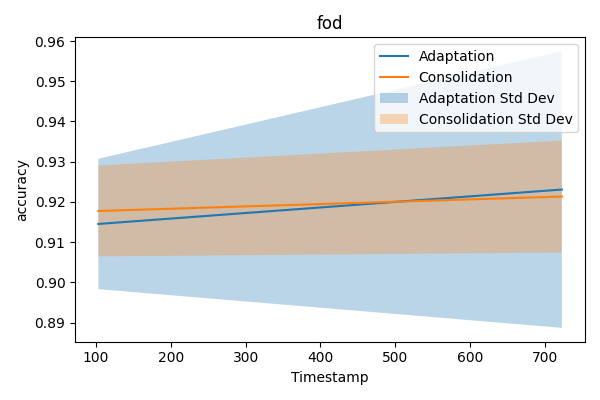 fod
0.96
0.95
0.94
0.93
0.92
0.91
0.90
0.89
accuracy
Adaptation
Consolidation
Adaptation Std Dev
Consolidation Std Dev
100 200 300 400 500 600 700
Timestamp